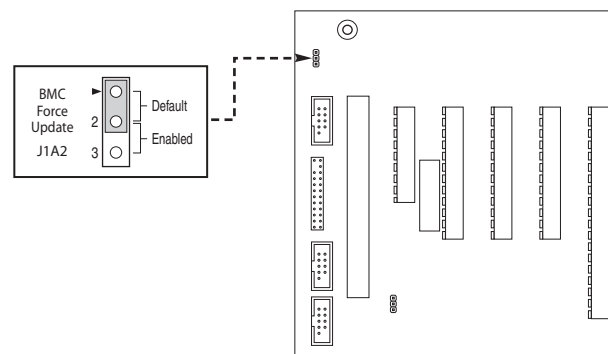 BMC
Force
Update
J1A2
2
3
Default
Enabled